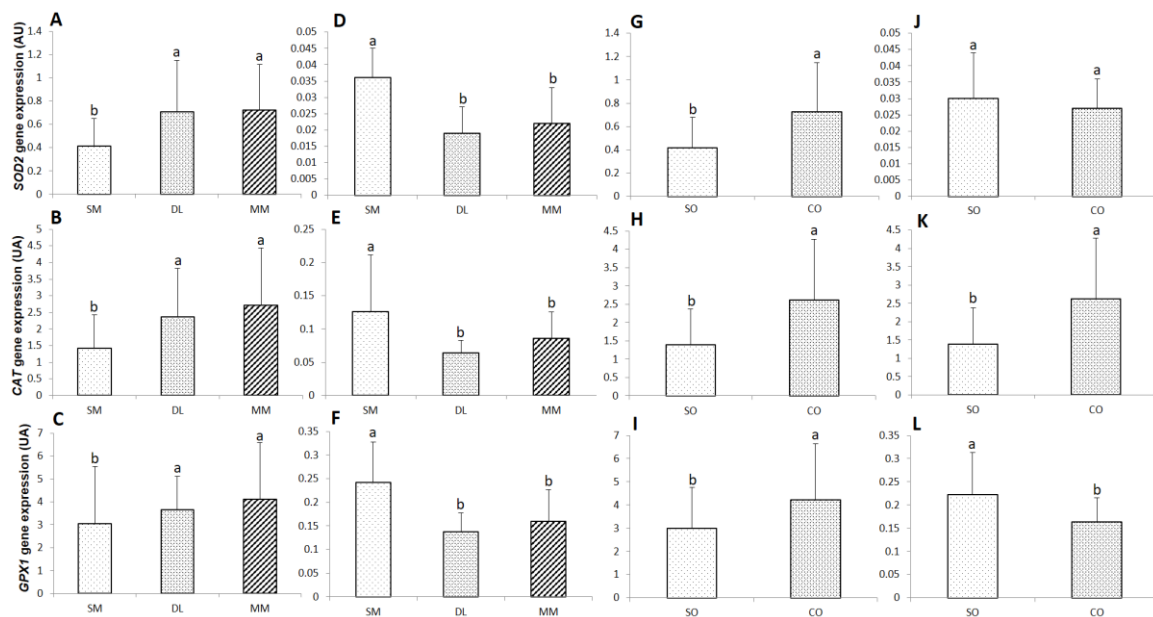 A
SOD2 gene expression (AU)
1.4
1.2
1
0.8
0.6
0.4
0.2
0
b
a
a
SM DL MM
D
0.05
0.045
0.04
0.035
0.03
0.025
0.02
0.015
0.01
0.005
0
a
b
b
SM DL MM
G
1.4
1.2
1
0.8
0.6
0.4
0.2
0
b
a
SO CO
J
0.05
0.045
0.04
0.035
0.03
0.025
0.02
0.015
0.01
0.005
0
a
a
SO CO
B
CAT gene expression (UA)
5
4.5
4
3.5
3
2.5
2
1.5
1
0.5
0
b
a
a
SM DL MM
E
0.25
0.2
0.15
0.1
0.05
0
a
b
b
SM DL MM
H
4.5
4
3.5
3
2.5
2
1.5
1
0.5
0
b
a
SO CO
K
4.5
4
3.5
3
2.5
2
1.5
1
0.5
0
b
a
SO CO
C
GPX1 gene expression (UA)
7
6
5
4
3
2
1
0
b
a
a
SM DL MM
F
0.35
0.3
0.25
0.2
0.15
0.1
0.05
0
a
b
b
SM DL MM
I
7
6
5
4
3
2
1
0
b
a
SO CO
L
0.35
0.3
0.25
0.2
0.15
0.1
0.05
0
a
b
SO CO